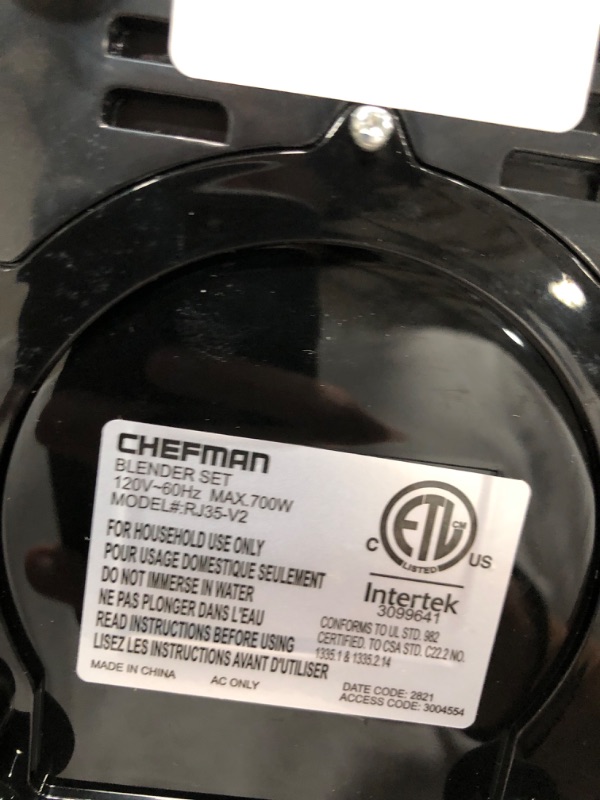 CHEFMAN
BLENDER SET
120V~60Hz MAX.700W
MODEL#:RJ35-V2
FOR HOUSEHOLD USE ONLY
POUR USAGE DOMESTIQUE SEULEMENT
DO NOT IMMERSE IN WATER
NE PAS PLONGER DANS L'EAU
READ INSTRUCTIONS BEFORE USING
LISEZ LES INSTRUCTIONS AVANT D'UTILISER
MADE IN CHINA AC ONLY
ETL CM
LISTED
C US
Intertek
3099641
CONFORMS TO UL STD. 982
CERTIFIED. TO CSA STD. C22.2 NO.
1335.1 & 1335.2.14
DATE CODE: 2821
ACCESS CODE: 3004554